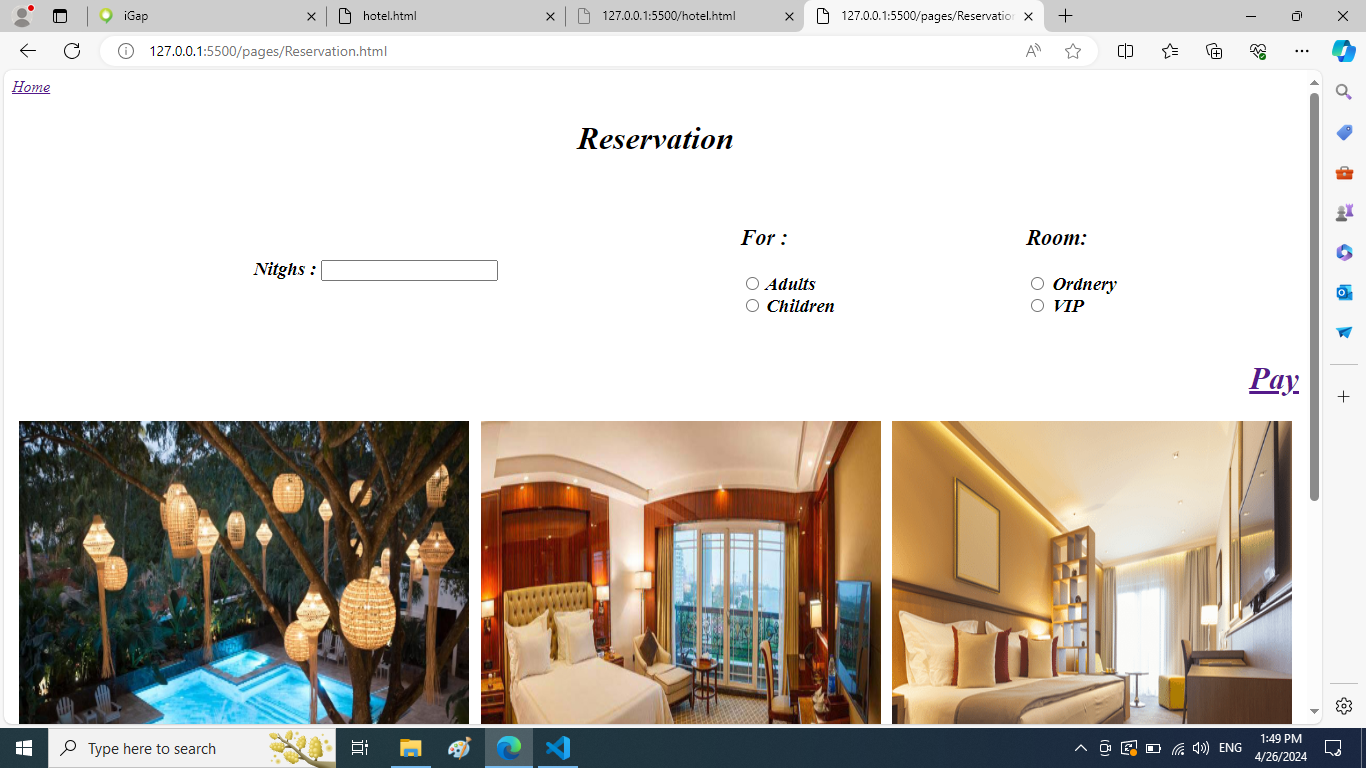 iGap
hotel.html
127.0.0.1:5500/hotel.html
127.0.0.1:5500/pages/Reservation
127.0.0.1:5500/pages/Reservation.html
Home
Reservation
For :
Room:
Nitghs :
Adults
Ordnery
Children
VIP
Pay
Type here to search
ENG
1:49 PM
4/26/2024